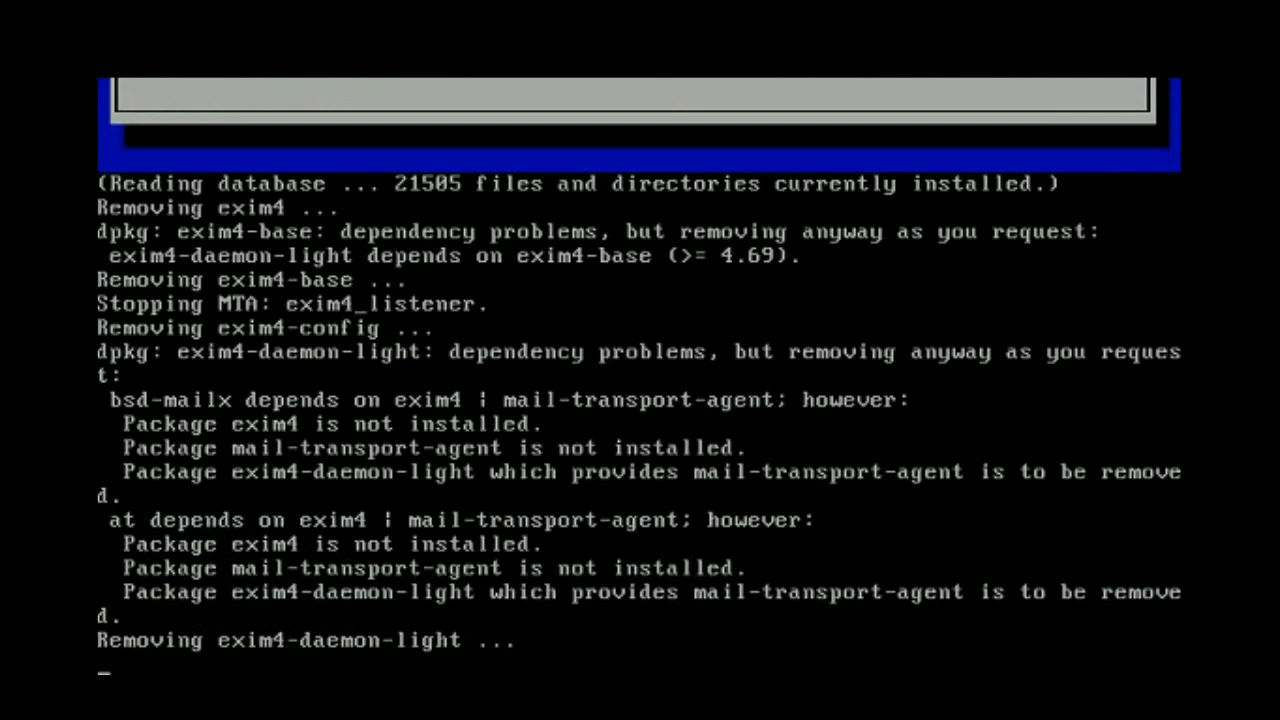 (Reading database ... 21505 files and directories currently installed.)
Removing exim4 ...
dpkg: exim4-base: dependency problems, but removing anyway as you request:
 exim4-daemon-light depends on exim4-base (>= 4.69).
Removing exim4-base ...
Stopping MTA: exim4_listener.
Removing exim4-config ...
dpkg: exim4-daemon-light: dependency problems, but removing anyway as you reques
t:
 bsd-mailx depends on exim4 | mail-transport-agent; however:
  Package exim4 is not installed.
  Package mail-transport-agent is not installed.
  Package exim4-daemon-light which provides mail-transport-agent is to be remove
d.
 at depends on exim4 | mail-transport-agent; however:
  Package exim4 is not installed.
  Package mail-transport-agent is not installed.
  Package exim4-daemon-light which provides mail-transport-agent is to be remove
d.
Removing exim4-daemon-light ...
_